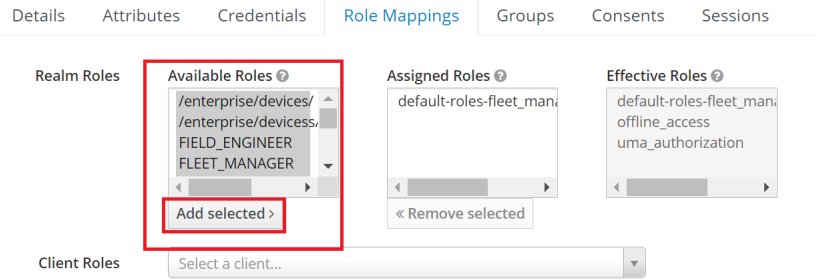 Details Attributes Credentials Role Mappings Groups Consents Sessions
Realm Roles Available Roles Assigned Roles Effective Roles
/enterprise/devices/ default-roles-fleet_mana default-roles-fleet_mana
/enterprise/devicess/ offline_access
FIELD_ENGINEER uma_authorization
FLEET_MANAGER
Add selected > « Remove selected
Client Roles Select a client...